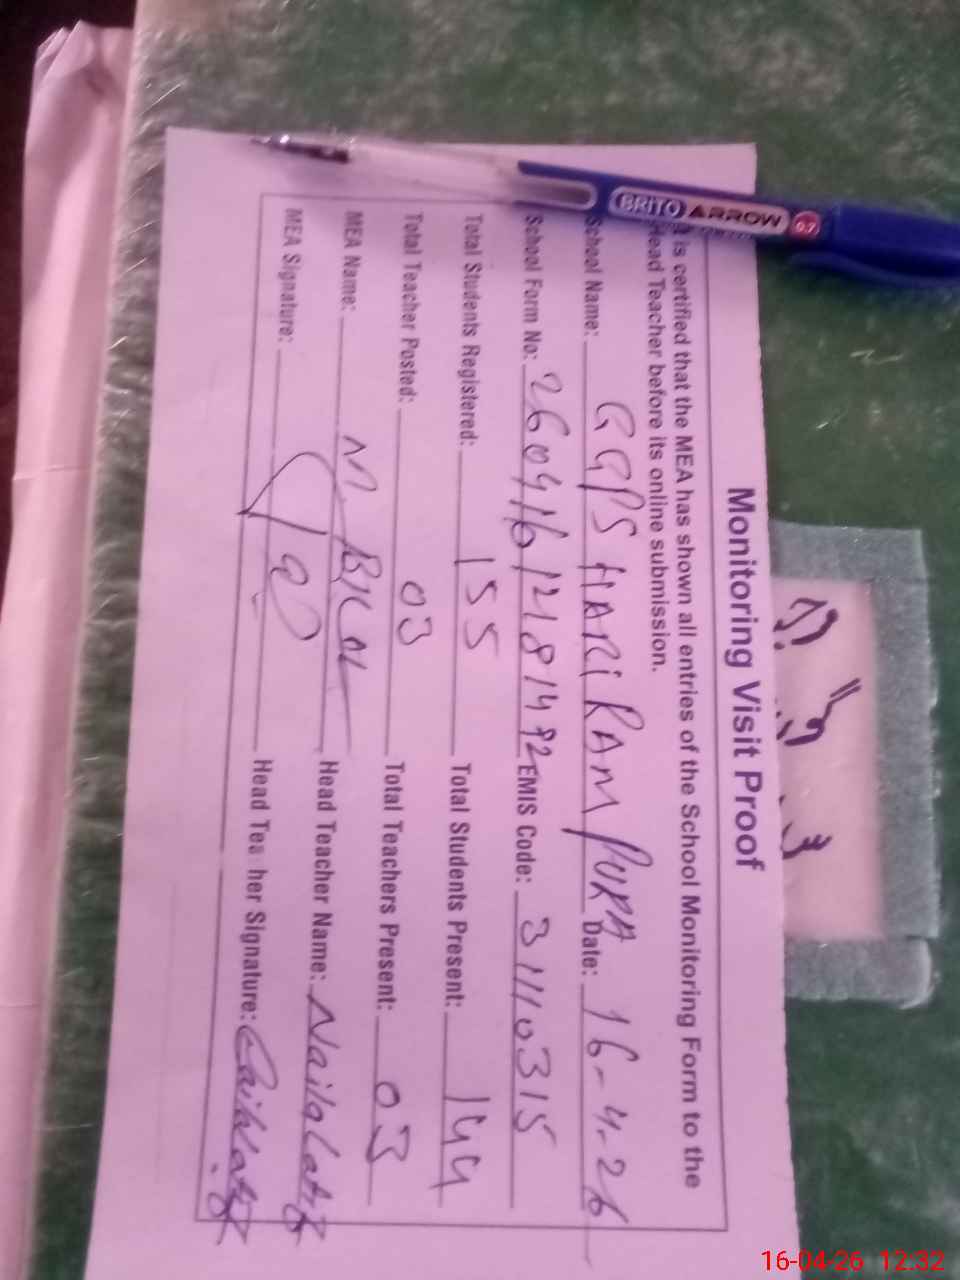 Monitoring Visit Proof
is certified that the MEA has shown all entries of the School Monitoring Form to the
Head Teacher before its online submission.
School Name: GGPS HARI RAM PURA Date: 16-4-26
School Form No: 260416121814 92 EMIS Code: 31110315
Total Students Registered: 155 Total Students Present: 144
Total Teacher Posted: 03 Total Teachers Present: 03
MEA Name: M. Head Teacher Name: Naila Latif
MEA Signature: Head Teacher Signature:
BRITO ARROW 0.7
16-04-26 12:32